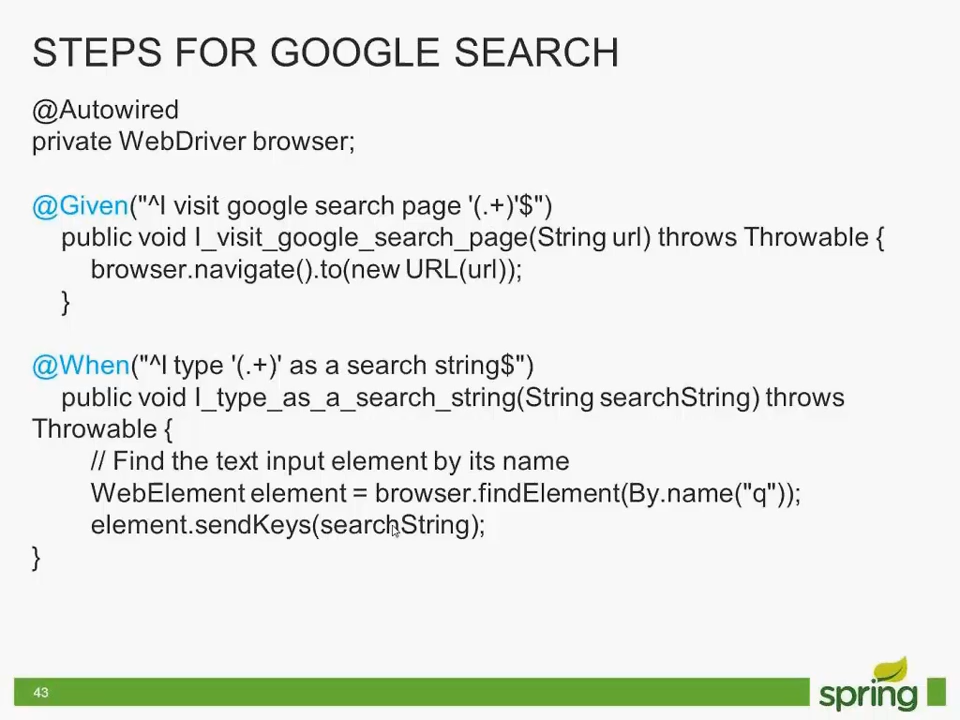 STEPS FOR GOOGLE SEARCH
@Autowired
private WebDriver browser;
@Given("^I visit google search page '(.+)'$")
public void I_visit_google_search_page(String url) throws Throwable {
browser.navigate().to(new URL(url));
}
@When("^I type '(.+)' as a search string$")
public void I_type_as_a_search_string(String searchString) throws
Throwable {
// Find the text input element by its name
WebElement element = browser.findElement(By.name("q"));
element.sendKeys(searchString);
}
43
spring